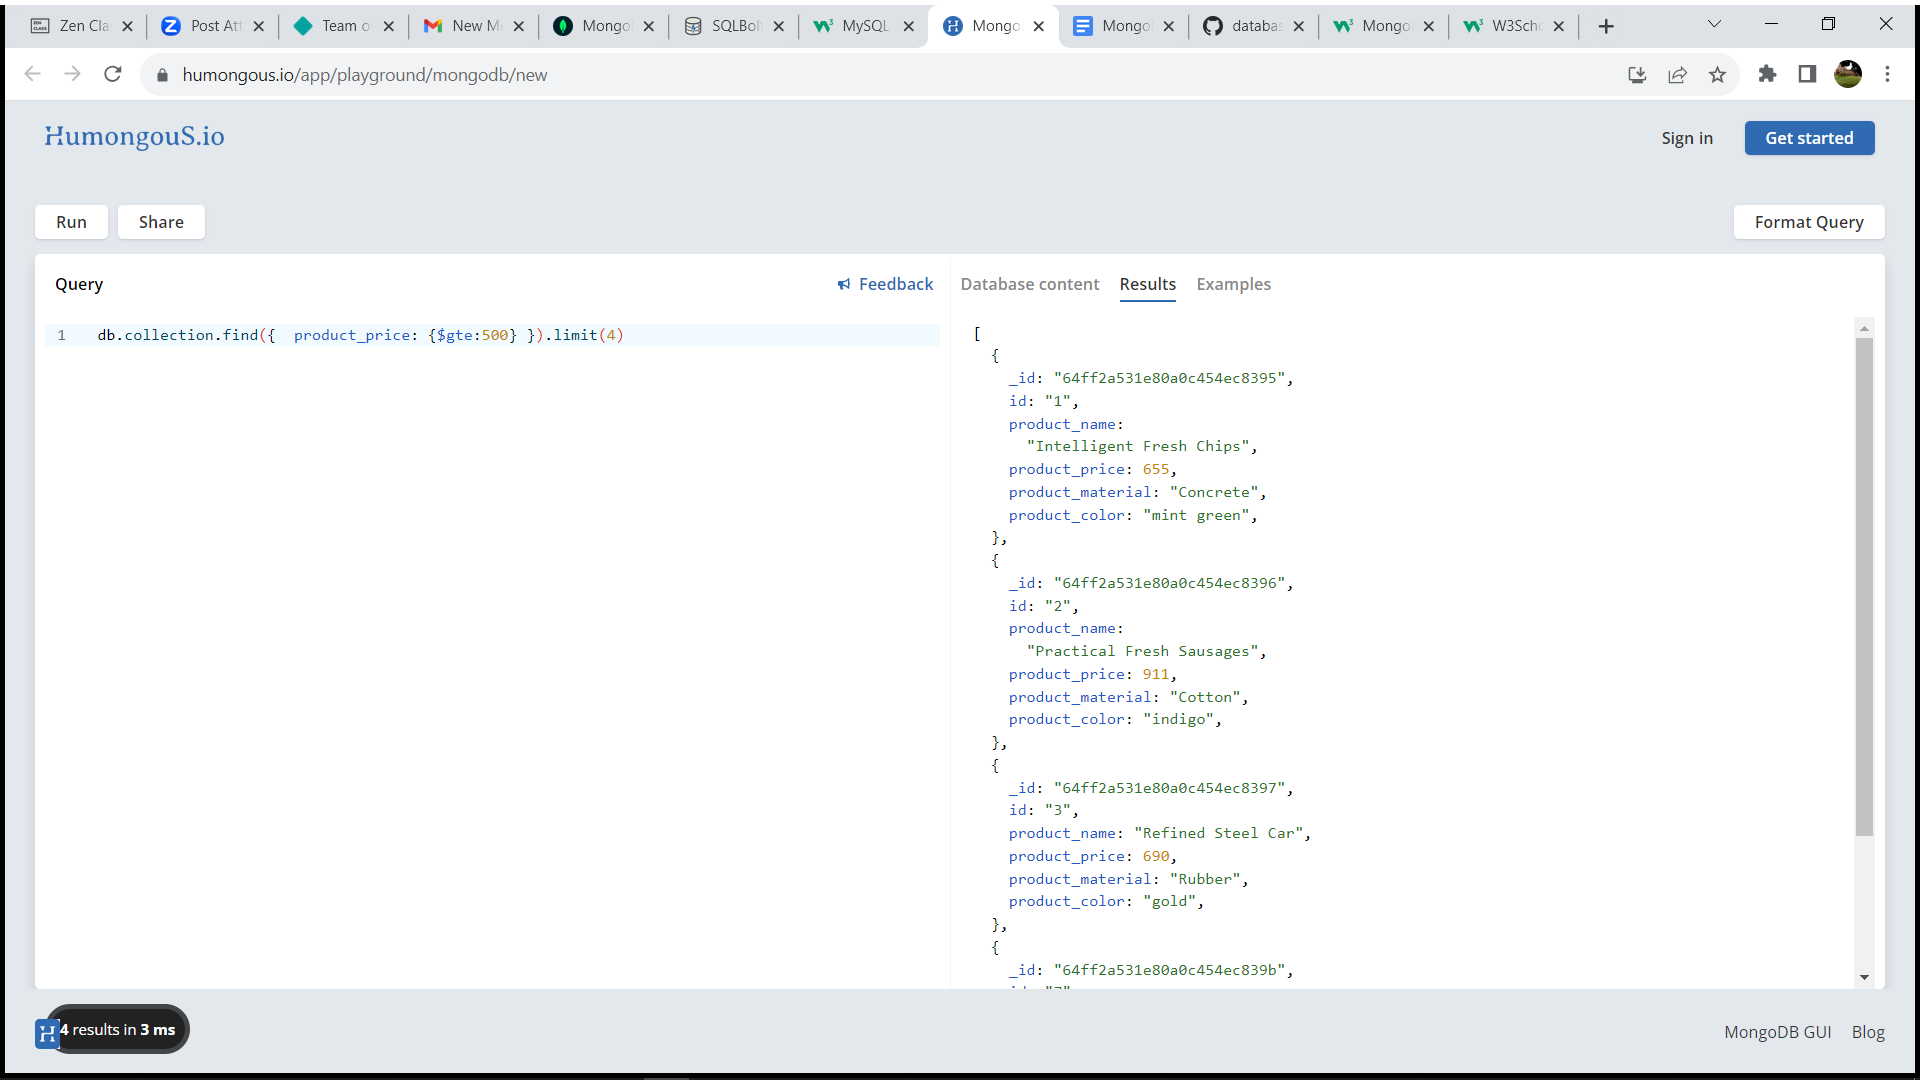 Zen Cla
Post Att
Team o
New M
Mongo
SQLBolt
MySQL
Mongo
Mongo
databas
Mongo
W3Sch
humongous.io/app/playground/mongodb/new
HumongouS.io
Sign in
Get started
Run
Share
Format Query
Query
Feedback
Database content
Results
Examples
1 db.collection.find({  product_price: {$gte:500} }).limit(4)
[
{
_id: "64ff2a531e80a0c454ec8395",
id: "1",
product_name:
"Intelligent Fresh Chips",
product_price: 655,
product_material: "Concrete",
product_color: "mint green",
},
{
_id: "64ff2a531e80a0c454ec8396",
id: "2",
product_name:
"Practical Fresh Sausages",
product_price: 911,
product_material: "Cotton",
product_color: "indigo",
},
{
_id: "64ff2a531e80a0c454ec8397",
id: "3",
product_name: "Refined Steel Car",
product_price: 690,
product_material: "Rubber",
product_color: "gold",
},
{
_id: "64ff2a531e80a0c454ec839b",
H
4 results in 3 ms
MongoDB GUI
Blog